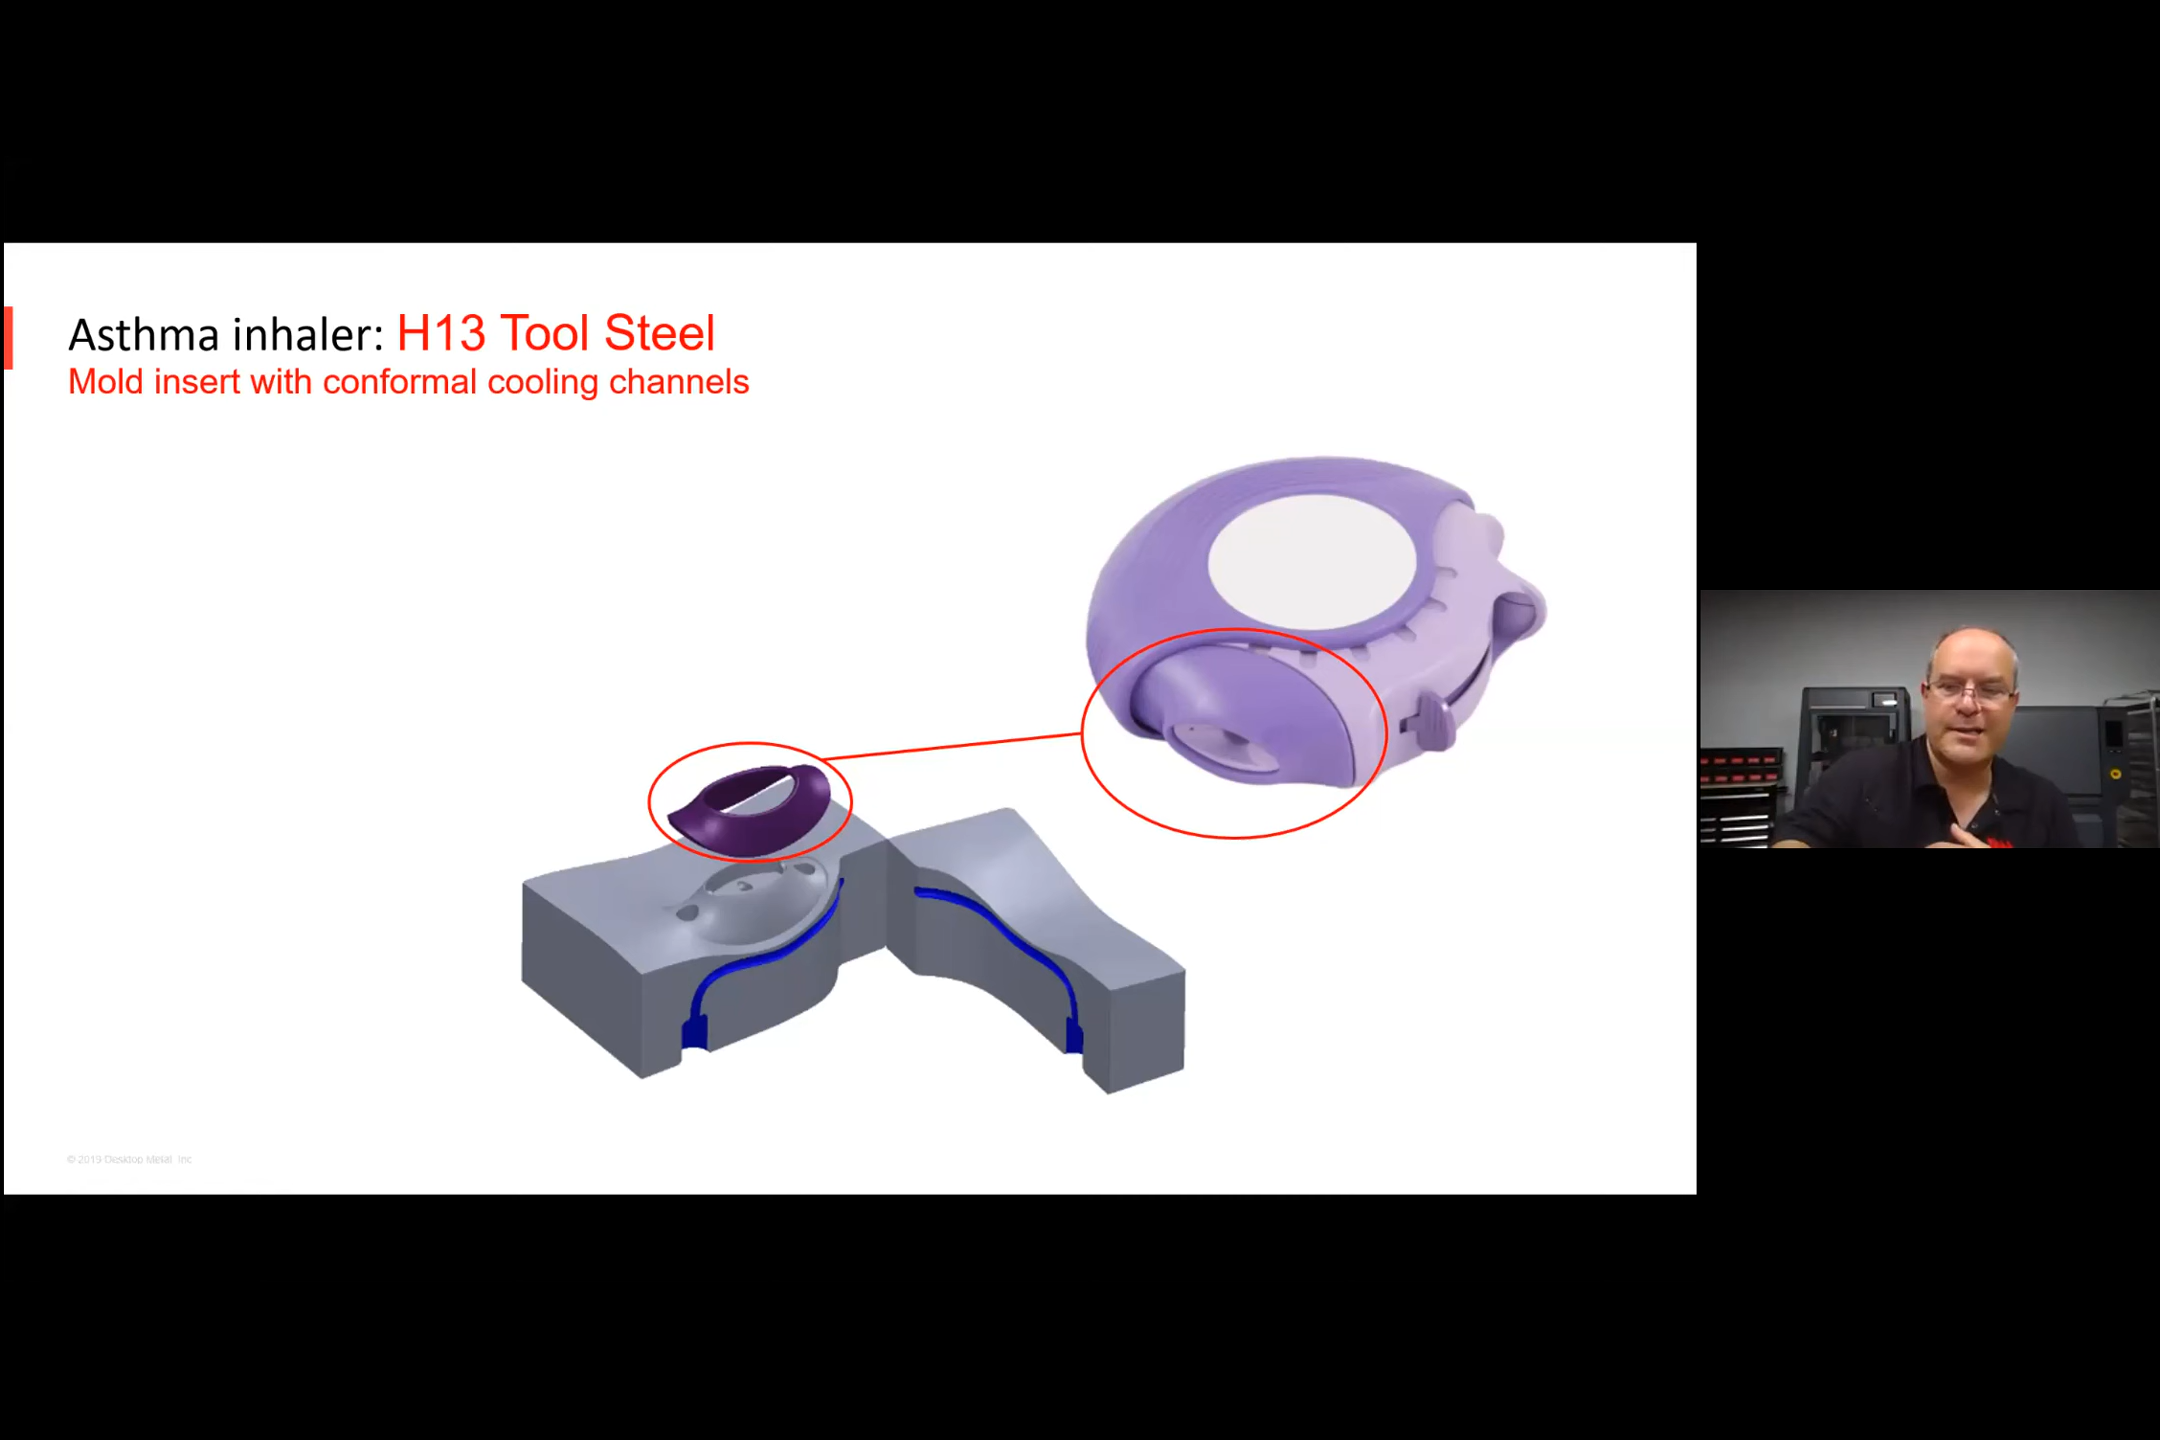 Asthma inhaler: H13 Tool Steel
Mold insert with conformal cooling channels
© 2019 Desktop Metal Inc